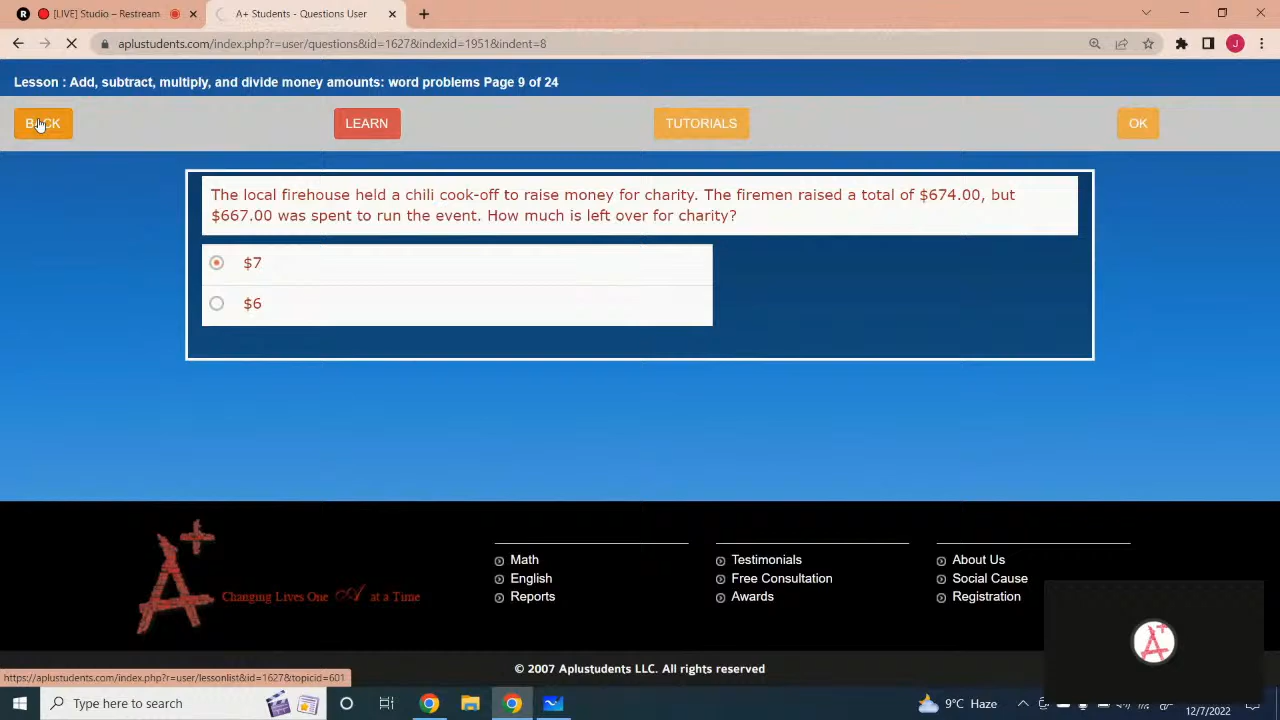 [LIVE] Studio – Restream
A+ Students - Questions User
aplustudents.com/index.php?r=user/questions&id=1627&indexid=1951&indent=8
J
Lesson : Add, subtract, multiply, and divide money amounts: word problems Page 9 of 24
BACK
LEARN
TUTORIALS
OK
The local firehouse held a chili cook-off to raise money for charity. The firemen raised a total of $674.00, but
$667.00 was spent to run the event. How much is left over for charity?
$7
$6
Math
English
Reports
Testimonials
Free Consultation
Awards
About Us
Social Cause
Registration
A+
Changing Lives One A at a Time
© 2007 Aplustudents LLC. All rights reserved
https://aplustudents.com/index.php?r=user/lessonlist&id=1627&topicid=601
Type here to search
9°C Haze
12/7/2022